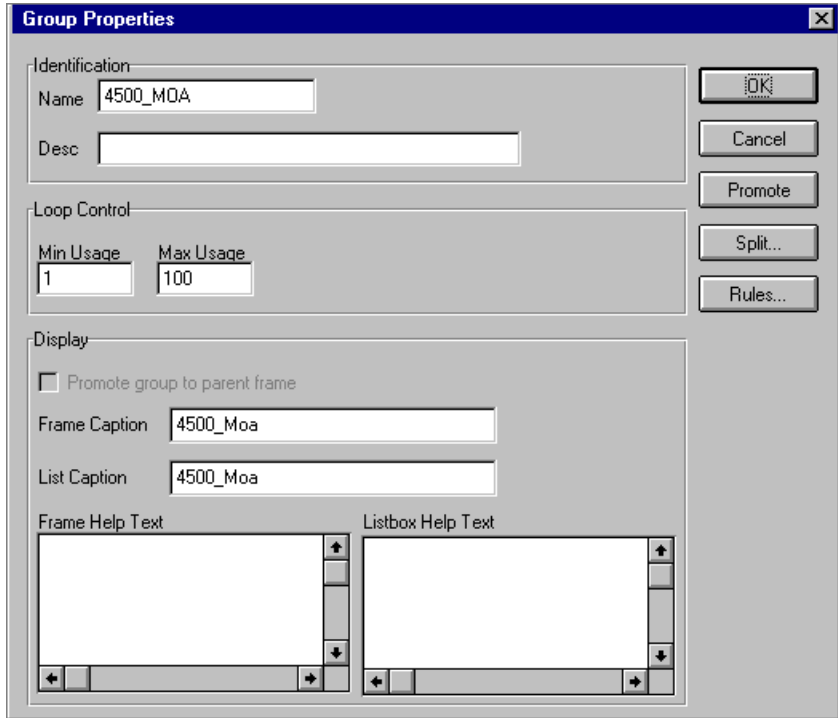 Group Properties
Identification
Name 4500_MOA
Desc
OK
Cancel
Promote
Split...
Rules...
Loop Control
Min Usage Max Usage
1 100
Display
Promote group to parent frame
Frame Caption 4500_Moa
List Caption 4500_Moa
Frame Help Text Listbox Help Text